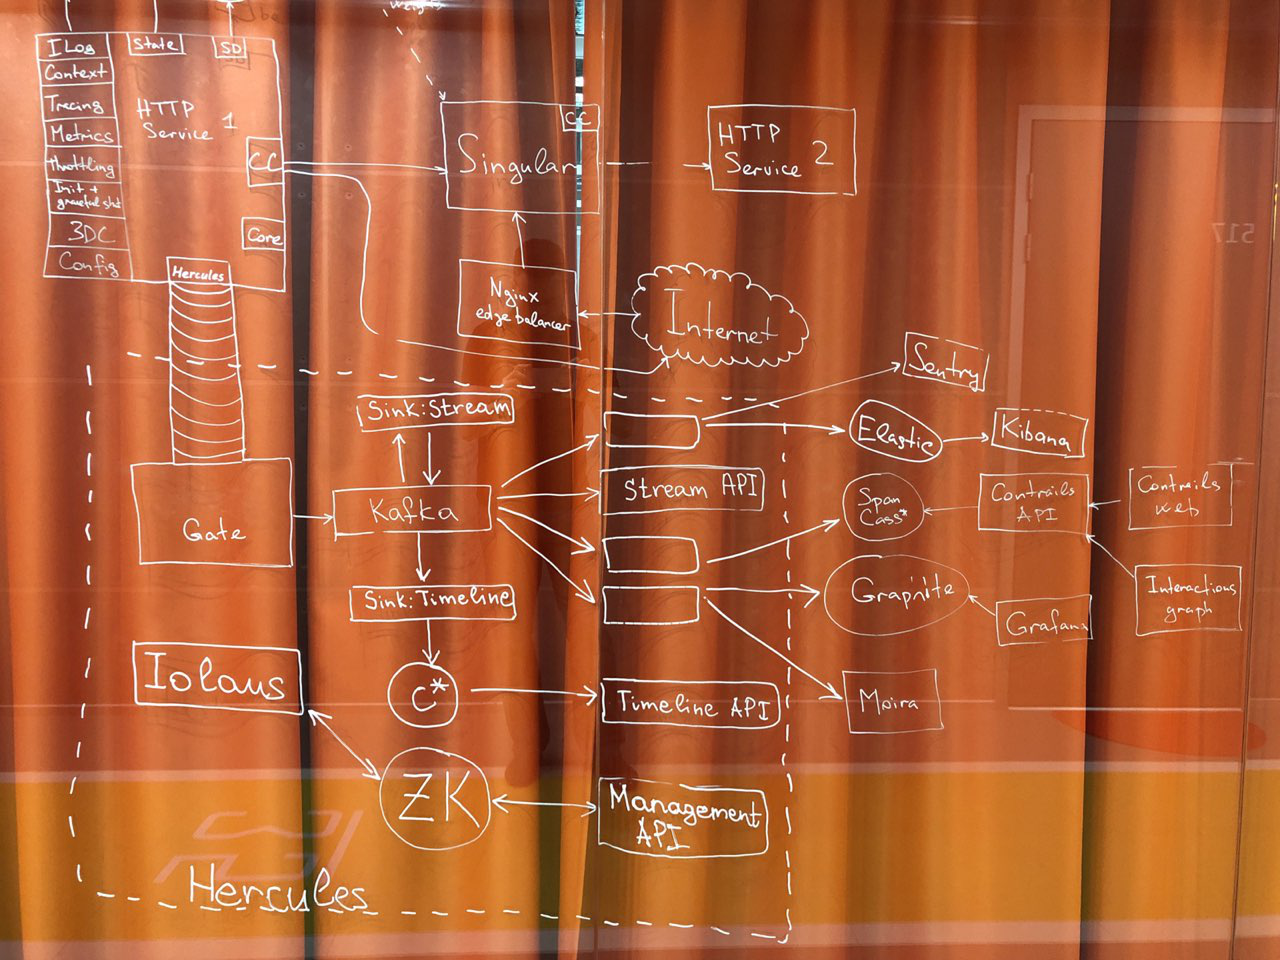 ILog
State
SD
Context
Tracing
HTTP
Service 1
Metrics
throttling
CC
Init +
graceful sht
3DC
Core
Config
Hercules
CC
Singular
HTTP
Service 2
Nginx
edge balancer
Internet
517
Sentry
Sink:Stream
Elastic
Kibana
Stream API
Kafka
Gate
Span
Cass*
Contrails
API
Contrails
web
Sink:Timeline
Graphite
Grafana
Interactions
graph
Iolaus
C*
Timeline API
Moira
ZK
Management
API
Hercules